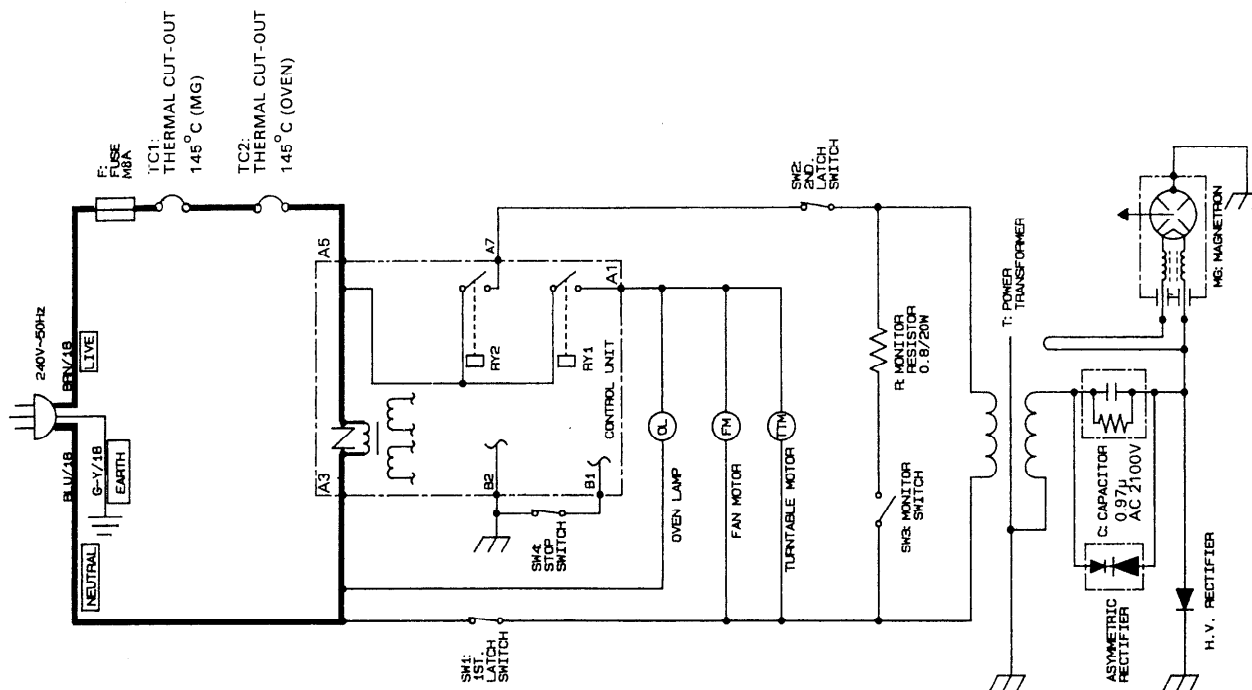 240V~50Hz
BRN/18
LIVE
BLU/18
NEUTRAL
G-Y/18
EARTH
F:
FUSE
M8A
TC1:
THERMAL CUT-OUT
145°C (MG)
TC2:
THERMAL CUT-OUT
145°C (OVEN)
A3
A5
A7
A1
RY2
RY1
CONTROL UNIT
B2
B1
SW4:
STOP
SWITCH
SW1:
1ST.
LATCH
SWITCH
SW2:
2ND.
LATCH
SWITCH
OL
OVEN LAMP
FM
FAN MOTOR
TTM
TURNTABLE MOTOR
R: MONITOR
RESISTOR
0.8/20W
SW3: MONITOR
SWITCH
T: POWER
TRANSFORMER
MG: MAGNETRON
C: CAPACITOR
0.97μ
AC 2100V
ASYMMETRIC
RECTIFIER
H.V. RECTIFIER